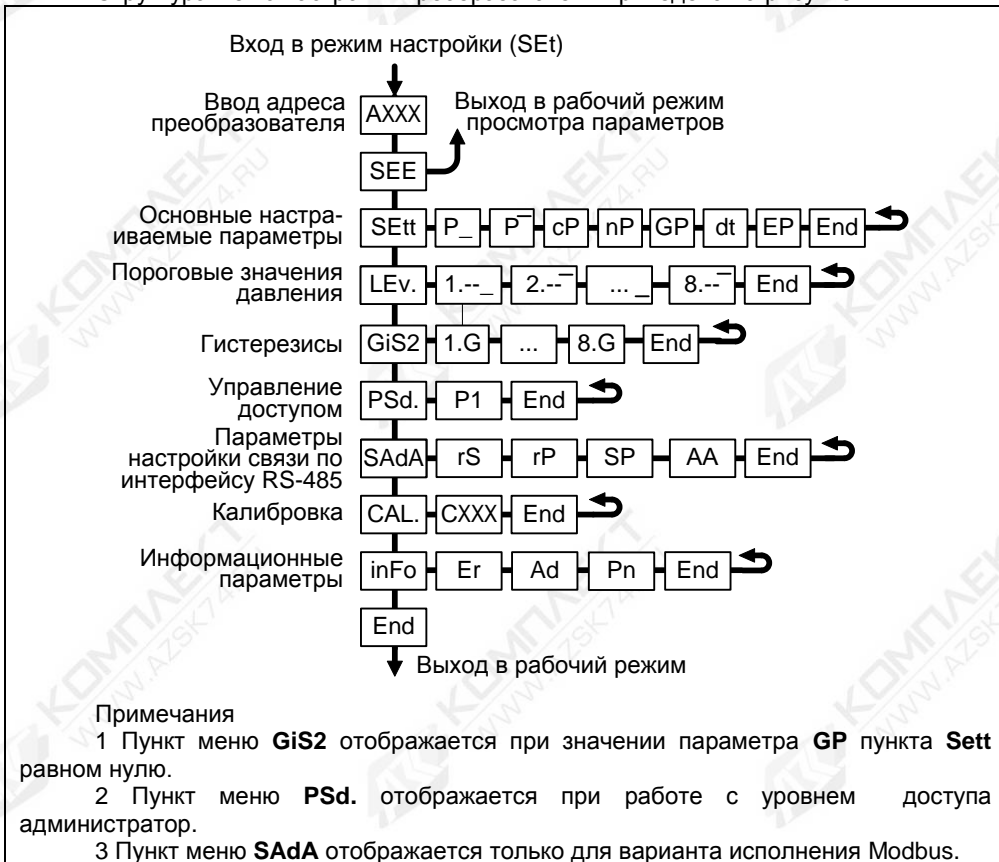 Вход в режим настройки (SEt)
Ввод адреса
преобразователя
AXXX
Выход в рабочий режим
просмотра параметров
SEE
Основные настра-
иваемые параметры
SEtt P_ P‾ cP nP GP dt EP End
Пороговые значения
давления
LEv. 1.--_ 2.--‾ ... _ 8.--‾ End
Гистерезисы
GiS2 1.G ... 8.G End
Управление
доступом
PSd. P1 End
Параметры
настройки связи по
интерфейсу RS-485
SAdA rS rP SP AA End
Калибровка
CAL. CXXX End
Информационные
параметры
inFo Er Ad Pn End
End
Выход в рабочий режим
Примечания
1 Пункт меню GiS2 отображается при значении параметра GP пункта Sett
равном нулю.
2 Пункт меню PSd. отображается при работе с уровнем доступа
администратор.
3 Пункт меню SAdA отображается только для варианта исполнения Modbus.